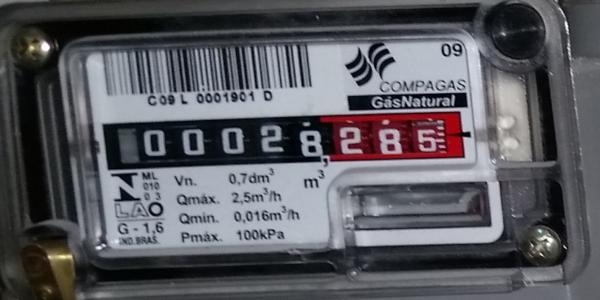 09
COMPAGAS
GásNatural
C09 L 0001901 D
00028,285
m³
N ML 010 03
LAO
G - 1,6
IND.BRAS.
Vn. 0,7dm³
Qmáx. 2,5m³/h
Qmin. 0,016m³/h
Pmáx. 100kPa